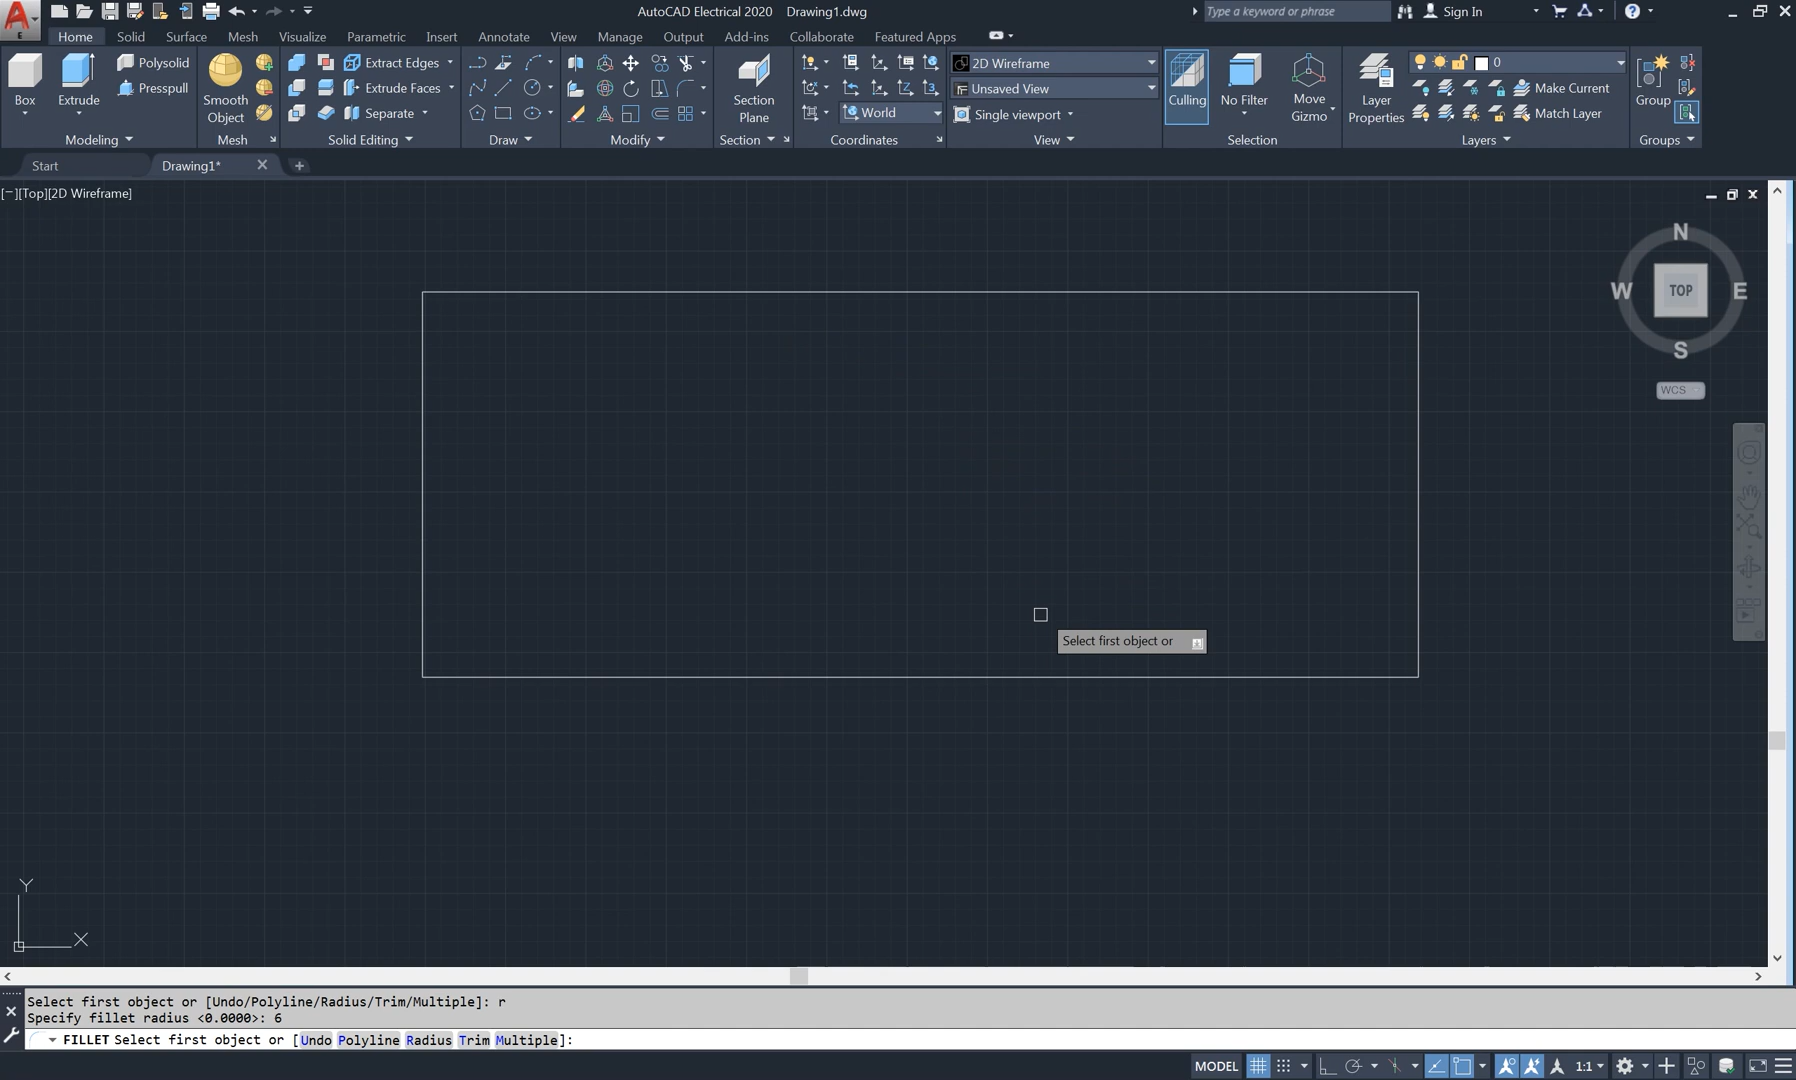 AutoCAD Electrical 2020 Drawing1.dwg
Type a keyword or phrase
Sign In
E
Home Solid Surface Mesh Visualize Parametric Insert Annotate View Manage Output Add-ins Collaborate Featured Apps
Box
Extrude
Polysolid
Presspull
Modeling
Smooth
Object
Mesh
Extract Edges
Extrude Faces
Separate
Solid Editing
Draw
Modify
Section
Plane
Section
World
Coordinates
2D Wireframe
Unsaved View
Single viewport
View
Culling
No Filter
Move
Gizmo
Selection
Layer
Properties
0
Make Current
Match Layer
Layers
Group
Groups
Start
Drawing1*
[−][Top][2D Wireframe]
N
W TOP E
S
WCS
Select first object or
Y
X
Select first object or [Undo/Polyline/Radius/Trim/Multiple]: r
Specify fillet radius <0.0000>: 6
FILLET Select first object or [Undo Polyline Radius Trim Multiple]:
MODEL
1:1